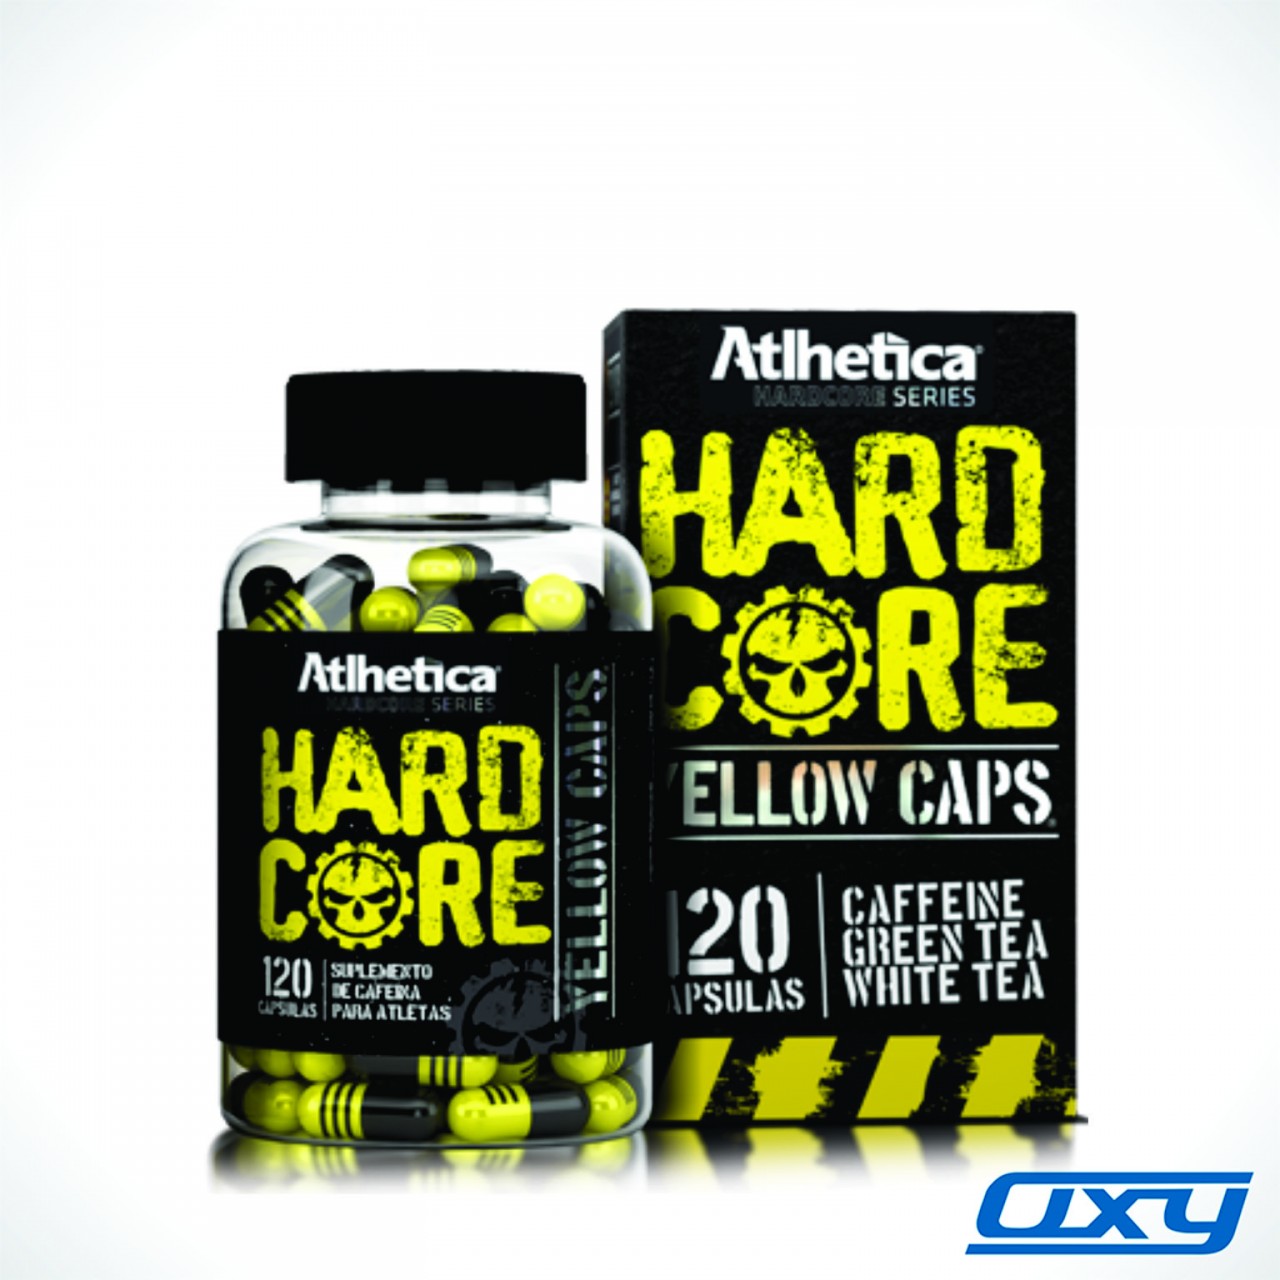 Atlhetica
HARDCORE SERIES
HARD
CORE
YELLOW CAPS
120
CAPSULAS
CAFFEINE
GREEN TEA
WHITE TEA
Atlhetica
HARDCORE SERIES
HARD
CORE
YELLOW CAPS
120
CAPSULAS
SUPLEMENTO
DE CAFEINA
PARA ATLETAS
OXY